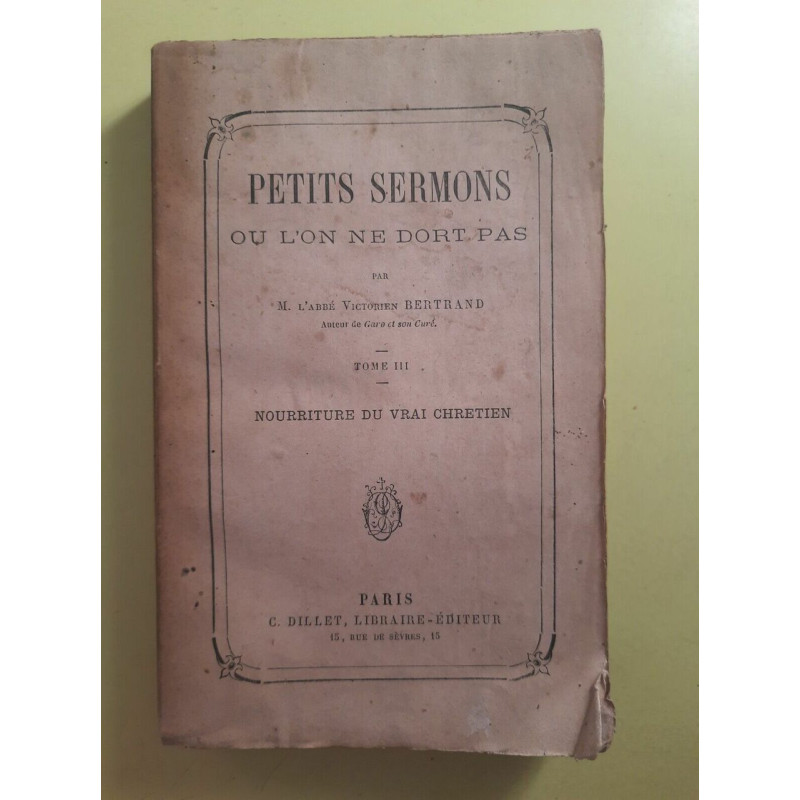 PETITS SERMONS
OU L'ON NE DORT PAS
PAR
M. L'ABBÉ VICTORIEN BERTRAND
Auteur de Garo et son Curé.
TOME III
NOURRITURE DU VRAI CHRETIEN
PARIS
C. DILLET, LIBRAIRE-ÉDITEUR
15, RUE DE SÈVRES, 15